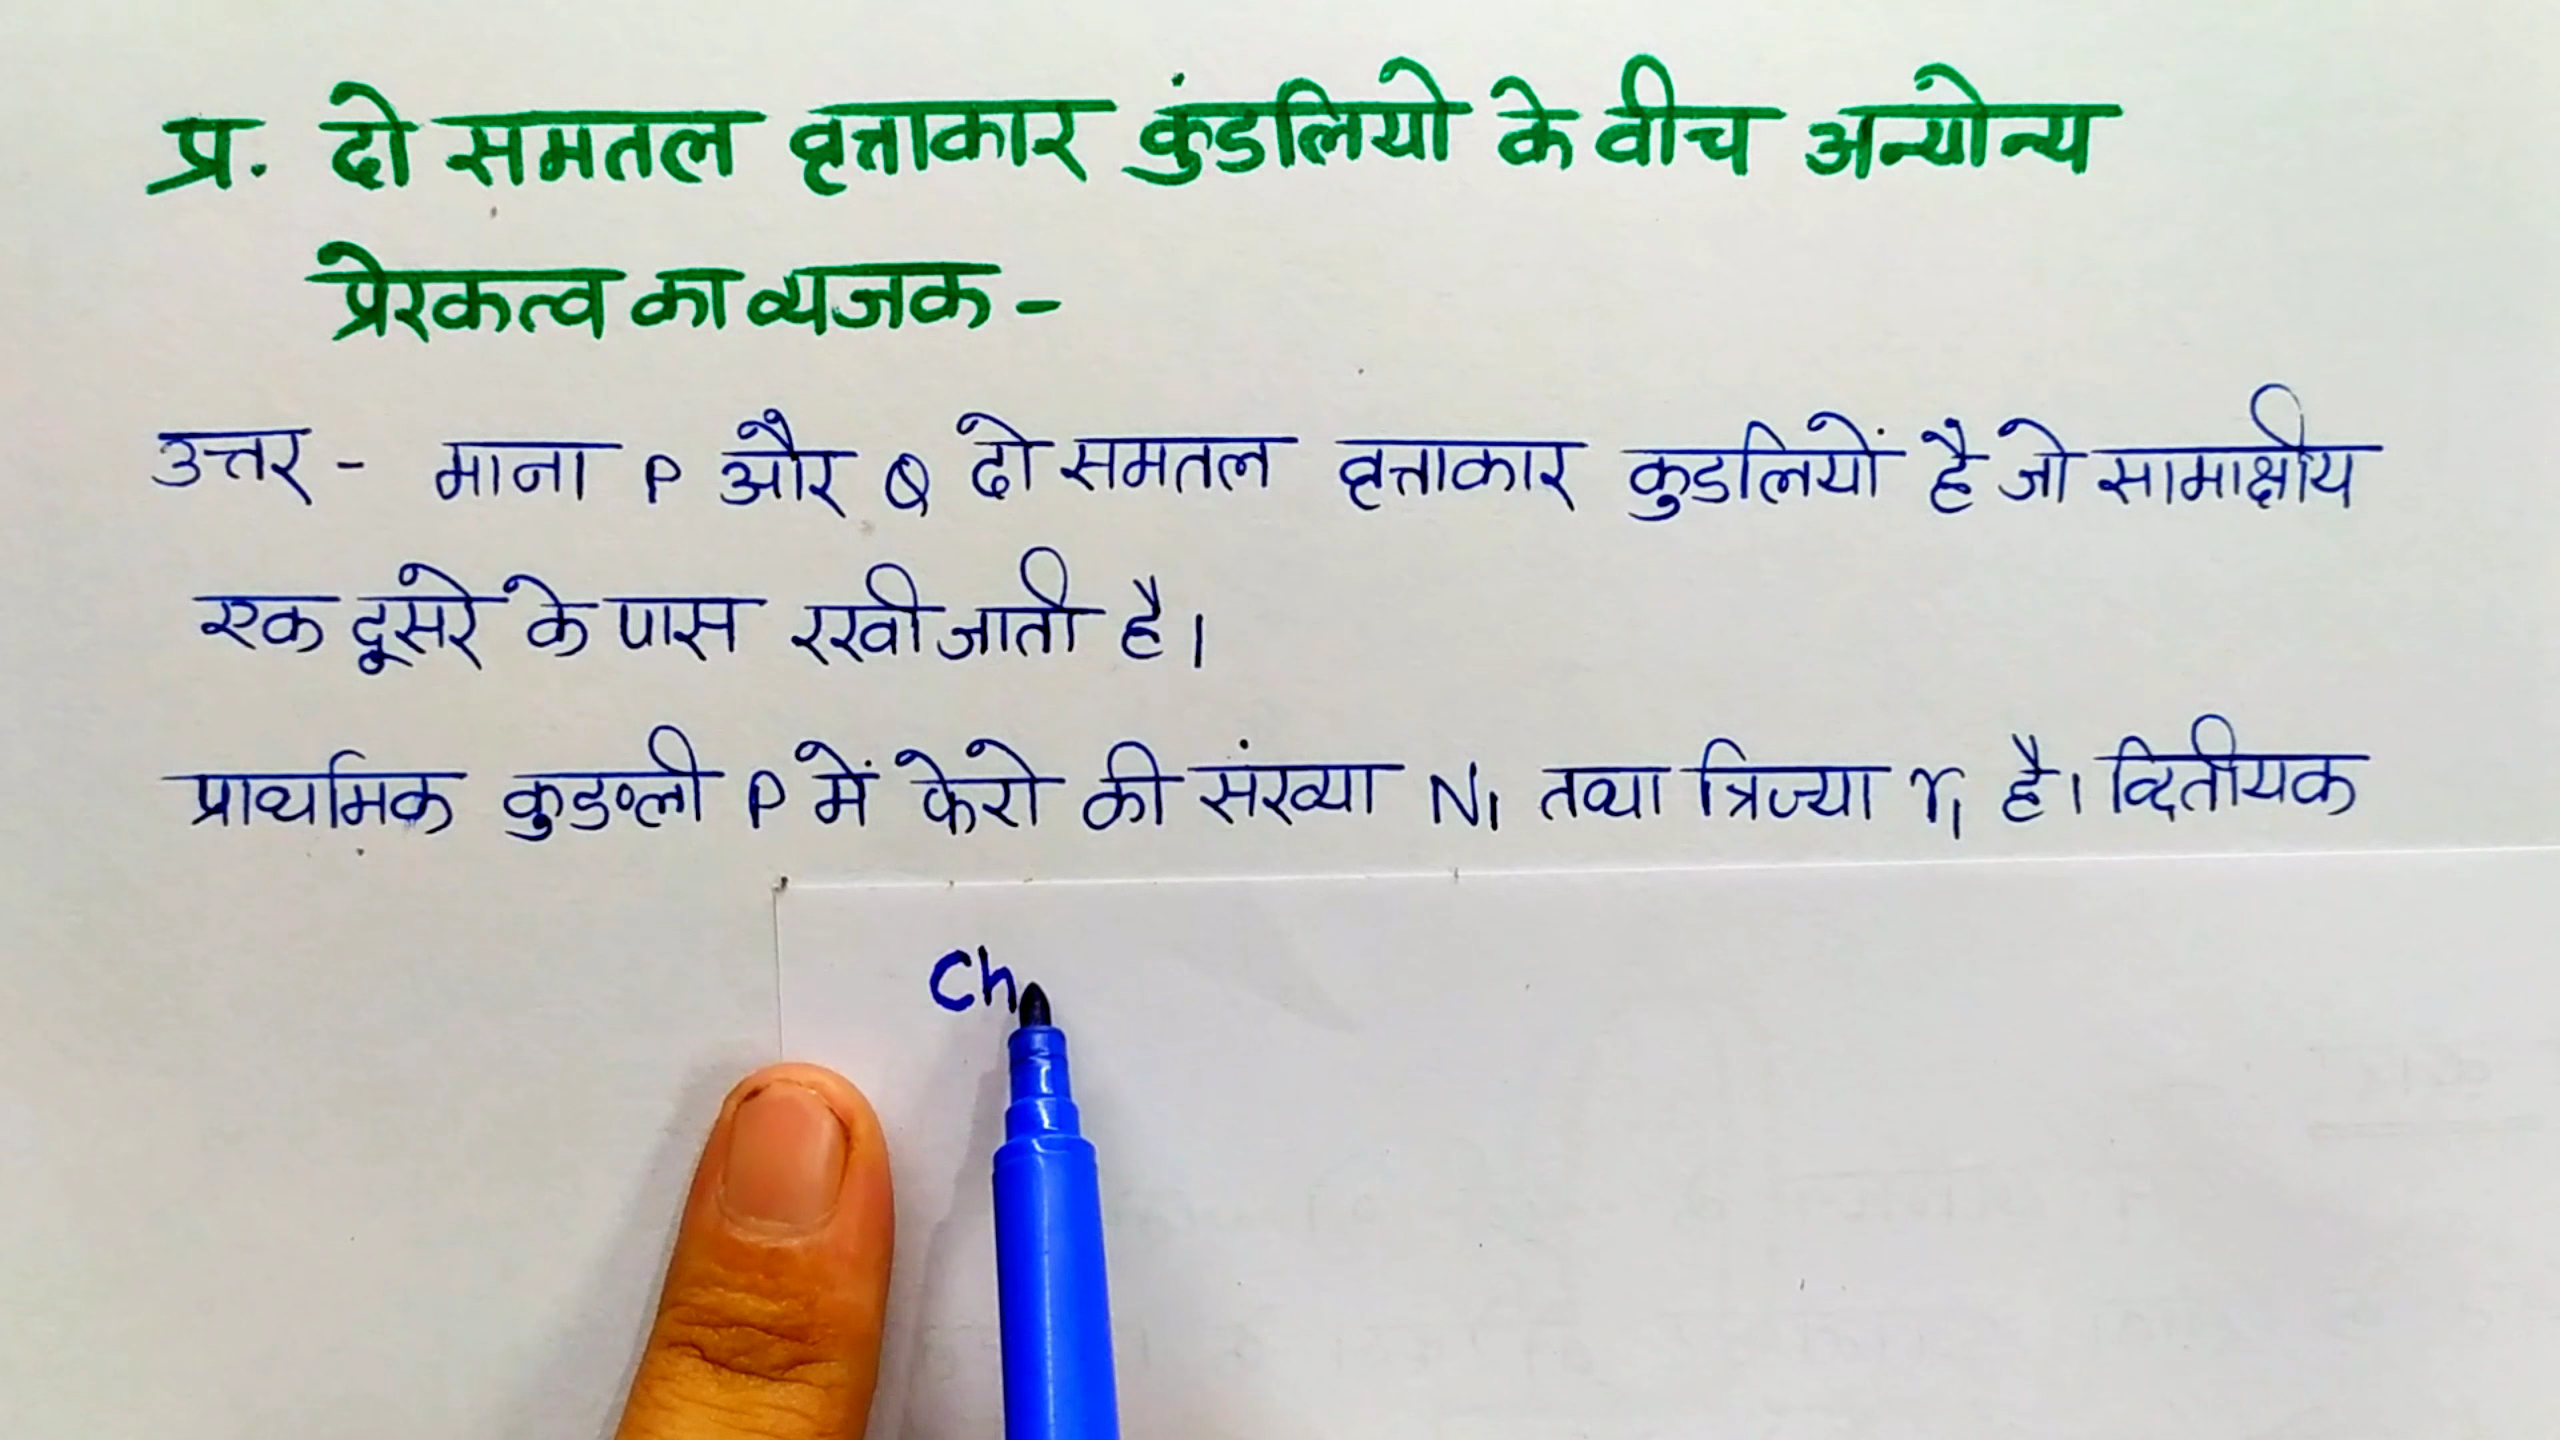 प्र. दो समतल वृत्ताकार कुंडलियो के वीच अन्योन्य
प्रेरकत्व का व्यजक -
उत्तर - माना P और Q दो समतल वृत्ताकार कुडलियों है जो सामाक्षीय
एक दूसरे के पास रखी जाती है।
प्राथमिक कुडण्ली P में फेरो की संख्या N₁ तथा त्रिज्या r₁ है। द्वितीयक
Ch